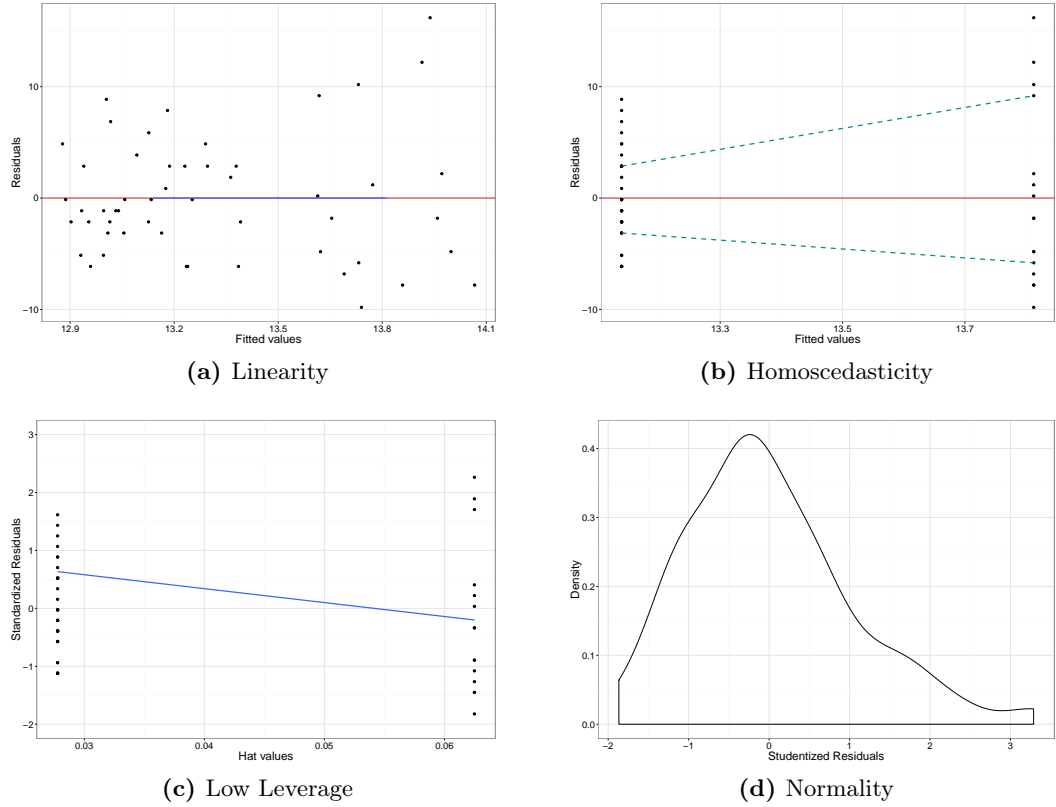 10
0
−10
Residuals
12.9 13.2 13.5 13.8 14.1
Fitted values
(a) Linearity
10
0
−10
Residuals
13.3 13.5 13.7
Fitted values
(b) Homoscedasticity
3
2
1
0
−1
−2
Standardized Residuals
0.03 0.04 0.05 0.06
Hat values
(c) Low Leverage
0.4
0.3
0.2
0.1
0.0
Density
−2 −1 0 1 2 3
Studentized Residuals
(d) Normality